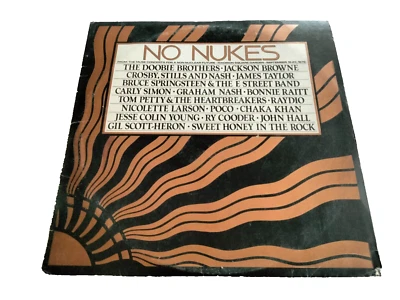 NO NUKES
THE DOOBIE BROTHERS · JACKSON BROWNE
CROSBY, STILLS AND NASH · JAMES TAYLOR
BRUCE SPRINGSTEEN & THE E STREET BAND
CARLY SIMON · GRAHAM NASH · BONNIE RAITT
TOM PETTY & THE HEARTBREAKERS · RAYDIO
NICOLETTE LARSON · POCO · CHAKA KHAN
JESSE COLIN YOUNG · RY COODER · JOHN HALL
GIL SCOTT-HERON · SWEET HONEY IN THE ROCK